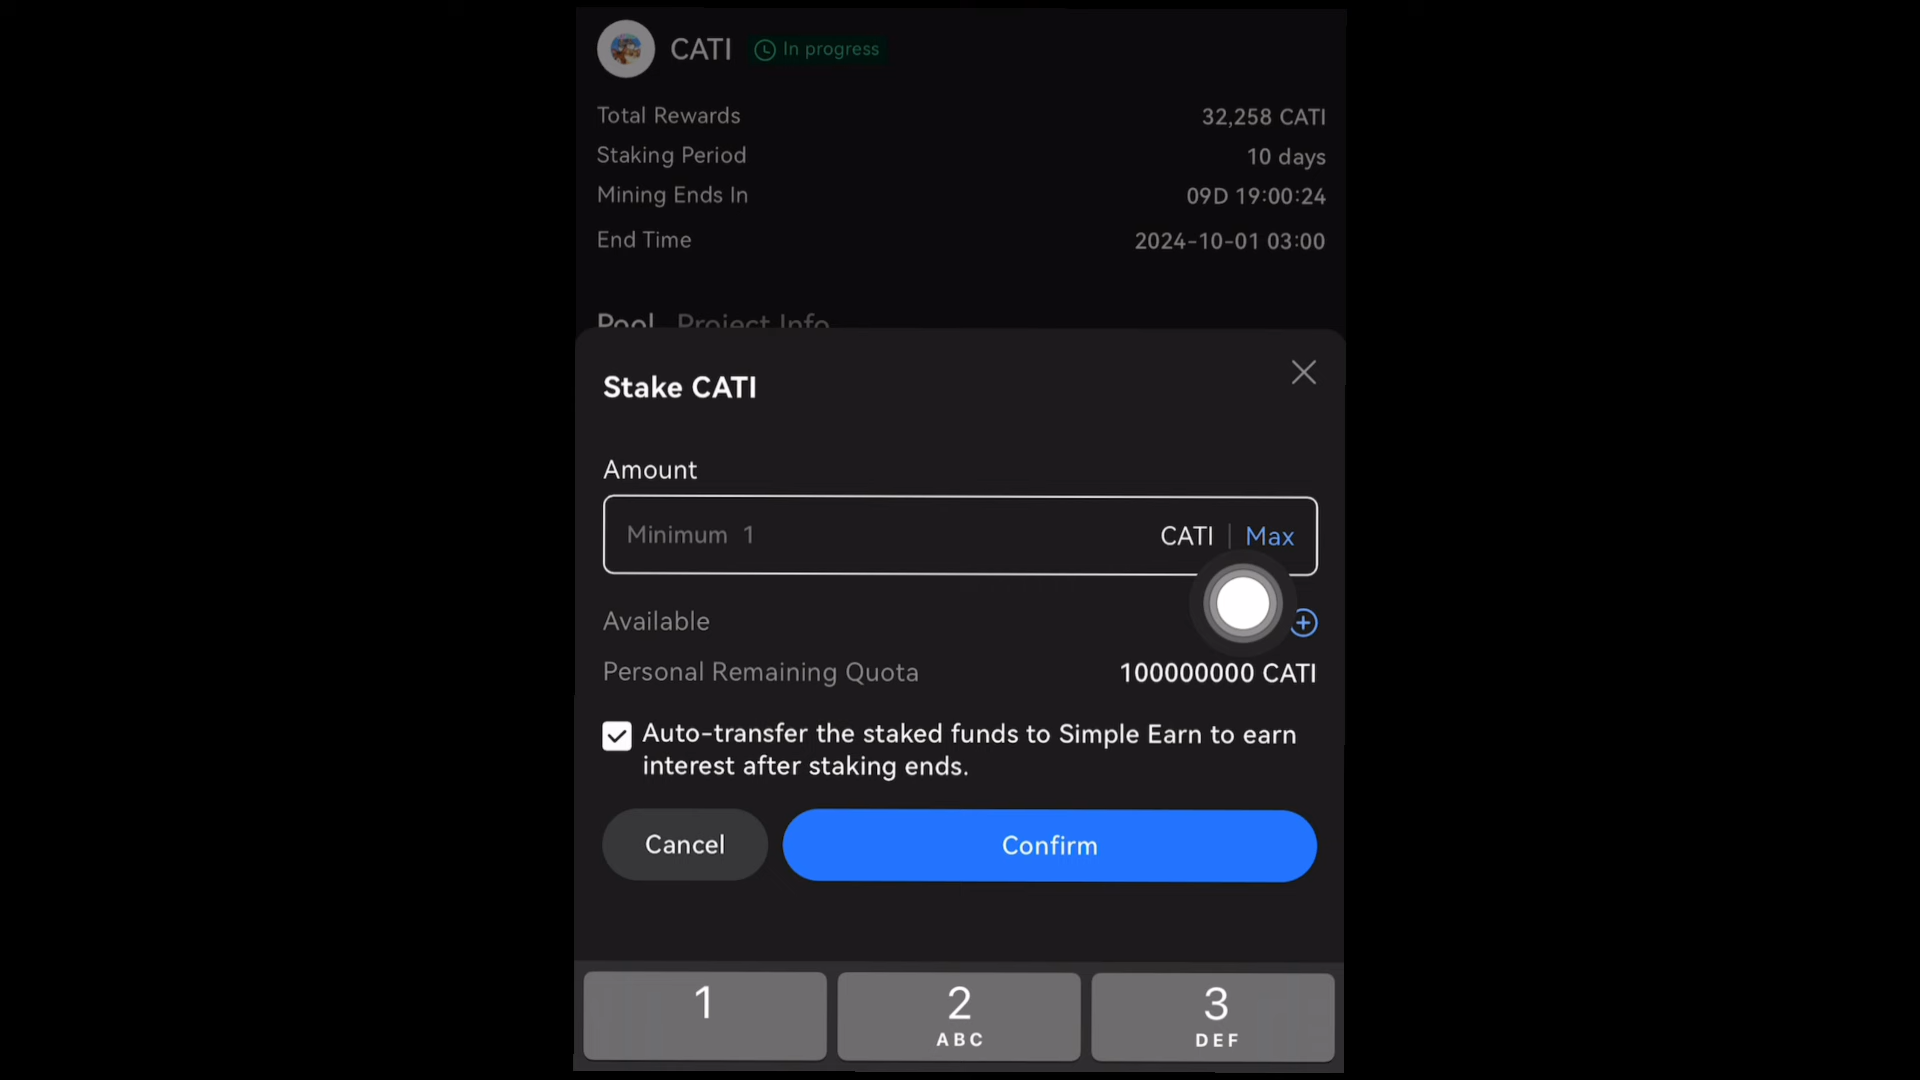 CATI In progress
Total Rewards 32,258 CATI
Staking Period 10 days
Mining Ends In 09D 19:00:24
End Time 2024-10-01 03:00
Pool Project Info
Stake CATI
Amount
Minimum 1 CATI | Max
Available
Personal Remaining Quota 100000000 CATI
Auto-transfer the staked funds to Simple Earn to earn
interest after staking ends.
Cancel Confirm
1 2 3
ABC DEF